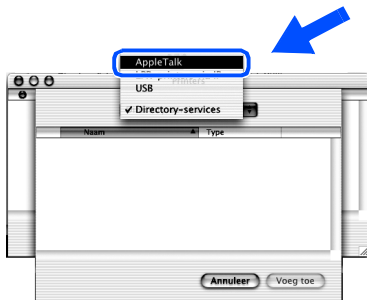 AppleTalk
USB
✓ Directory-services
Naam Type
Annuleer Voeg toe